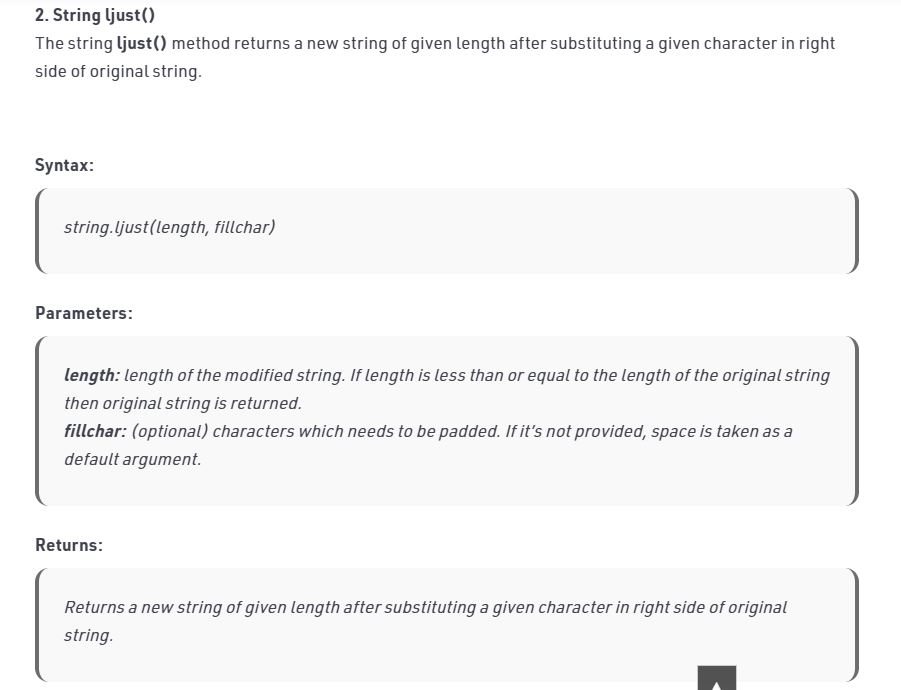 2. String ljust()
The string ljust() method returns a new string of given length after substituting a given character in right
side of original string.
Syntax:
string.ljust(length, fillchar)
Parameters:
length: length of the modified string. If length is less than or equal to the length of the original string
then original string is returned.
fillchar: (optional) characters which needs to be padded. If it's not provided, space is taken as a
default argument.
Returns:
Returns a new string of given length after substituting a given character in right side of original
string.